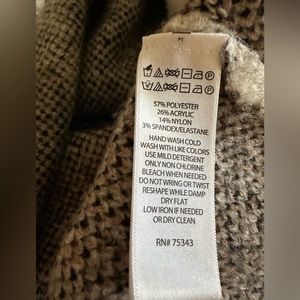 57% POLYESTER
26% ACRYLIC
14% NYLON
3% SPANDEX/ELASTANE
HAND WASH COLD
WASH WITH LIKE COLORS
USE MILD DETERGENT
ONLY NON CHLORINE
BLEACH WHEN NEEDED
DO NOT WRING OR TWIST
RESHAPE WHILE DAMP
DRY FLAT
LOW IRON IF NEEDED
OR DRY CLEAN
RN# 75343